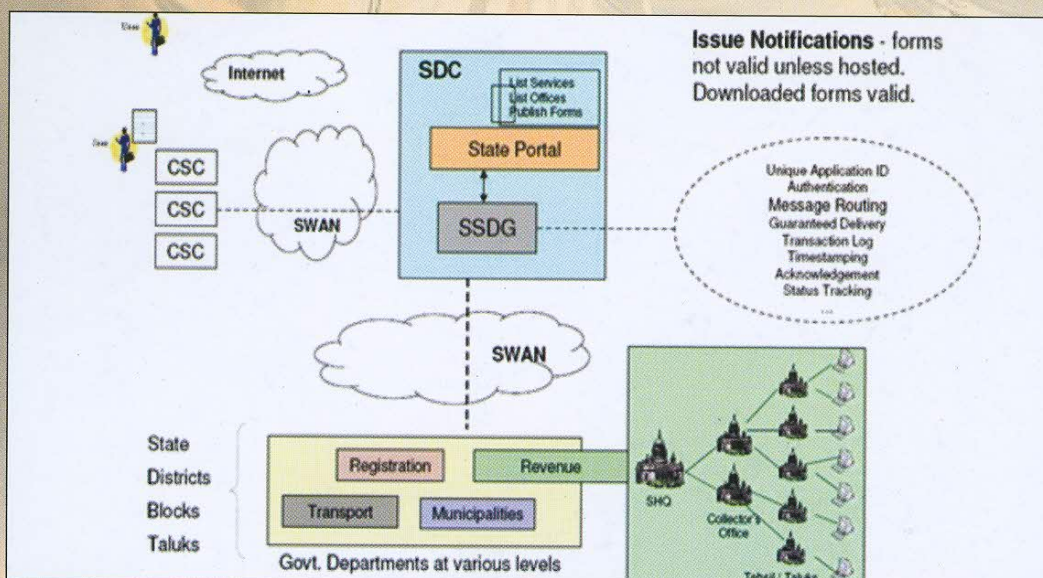 Issue Notifications - forms
not valid unless hosted.
Downloaded forms valid.
Internet
SDC
List Services
List Offices
Publish Forms
State Portal
SSDG
CSC
CSC
CSC
SWAN
Unique Application ID
Authentication
Message Routing
Guaranteed Delivery
Transaction Log
Timestamping
Acknowledgement
Status Tracking
...
SWAN
State
Districts
Blocks
Taluks
Registration
Revenue
Transport
Municipalities
Govt. Departments at various levels
SHQ
Collector's
Office
Tehsil / Taluks